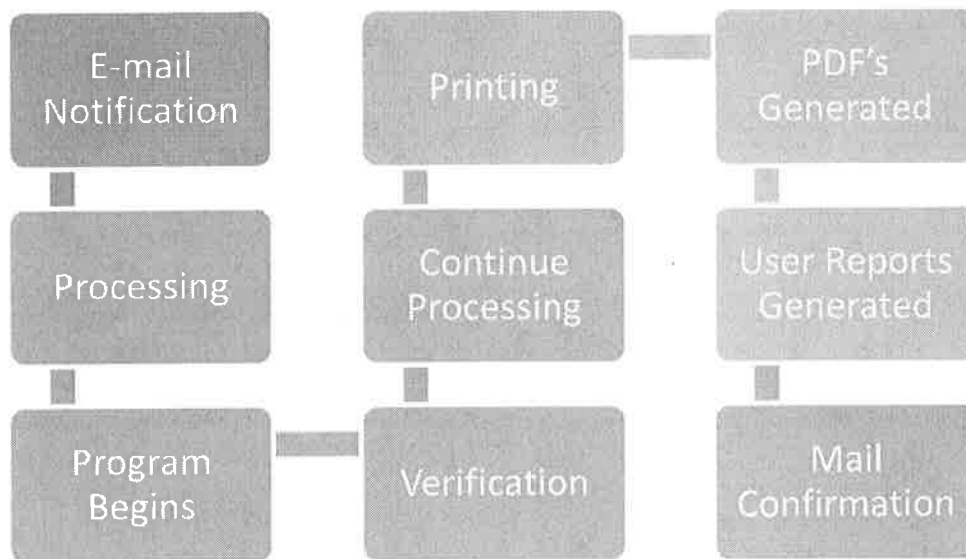 E-mail
Notification
Processing
Program
Begins
Verification
Continue
Processing
Printing
PDF's
Generated
User Reports
Generated
Mail
Confirmation